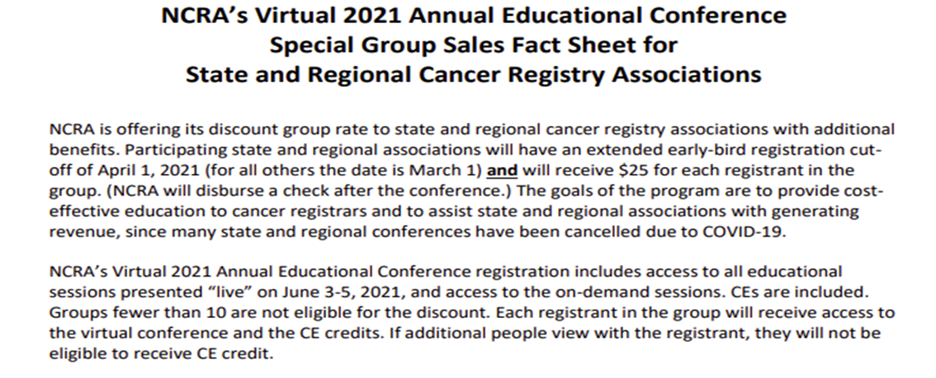 NCRA’s Virtual 2021 Annual Educational Conference
Special Group Sales Fact Sheet for
State and Regional Cancer Registry Associations
NCRA is offering its discount group rate to state and regional cancer registry associations with additional
benefits. Participating state and regional associations will have an extended early-bird registration cut-
off of April 1, 2021 (for all others the date is March 1) and will receive $25 for each registrant in the
group. (NCRA will disburse a check after the conference.) The goals of the program are to provide cost-
effective education to cancer registrars and to assist state and regional associations with generating
revenue, since many state and regional conferences have been cancelled due to COVID-19.
NCRA’s Virtual 2021 Annual Educational Conference registration includes access to all educational
sessions presented “live” on June 3-5, 2021, and access to the on-demand sessions. CEs are included.
Groups fewer than 10 are not eligible for the discount. Each registrant in the group will receive access to
the virtual conference and the CE credits. If additional people view with the registrant, they will not be
eligible to receive CE credit.